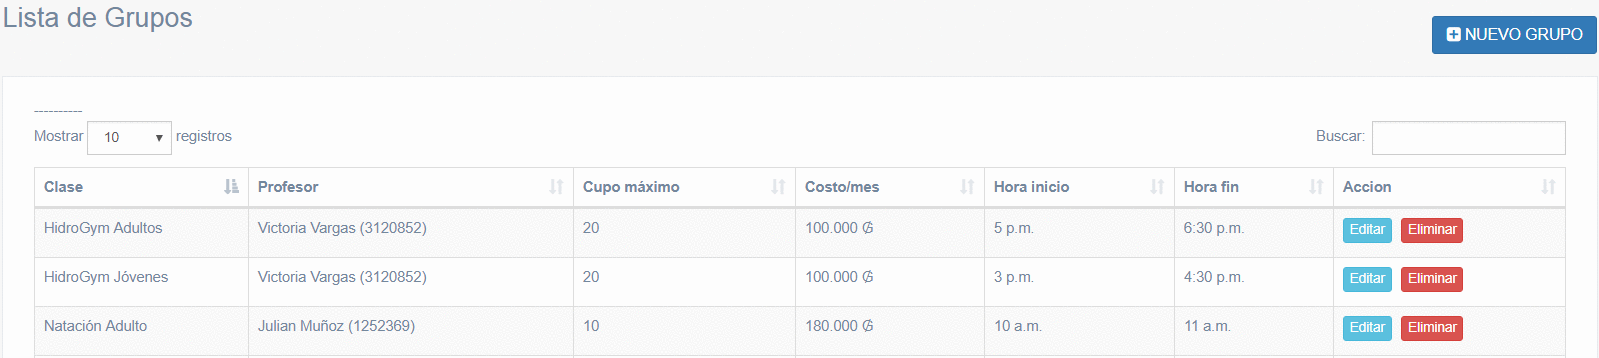 Lista de Grupos
NUEVO GRUPO
----------
Mostrar 10 registros
Buscar:
Clase Profesor Cupo máximo Costo/mes Hora inicio Hora fin Accion
HidroGym Adultos Victoria Vargas (3120852) 20 100.000 ₲ 5 p.m. 6:30 p.m. Editar Eliminar
HidroGym Jóvenes Victoria Vargas (3120852) 20 100.000 ₲ 3 p.m. 4:30 p.m. Editar Eliminar
Natación Adulto Julian Muñoz (1252369) 10 180.000 ₲ 10 a.m. 11 a.m. Editar Eliminar